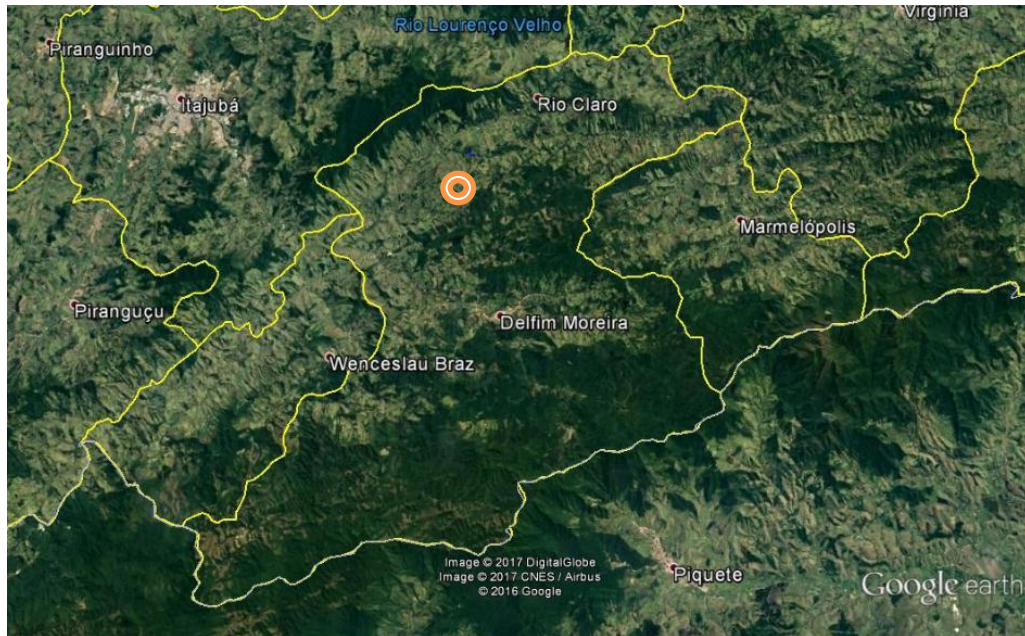 Virginia
Rio Lourenço Velho
Piranguinho
Itajubá
Rio Claro
Marmelópolis
Piranguçu
Delfim Moreira
Wenceslau Braz
Image © 2017 DigitalGlobe
Image © 2017 CNES / Airbus
© 2016 Google
Piquete
Google earth